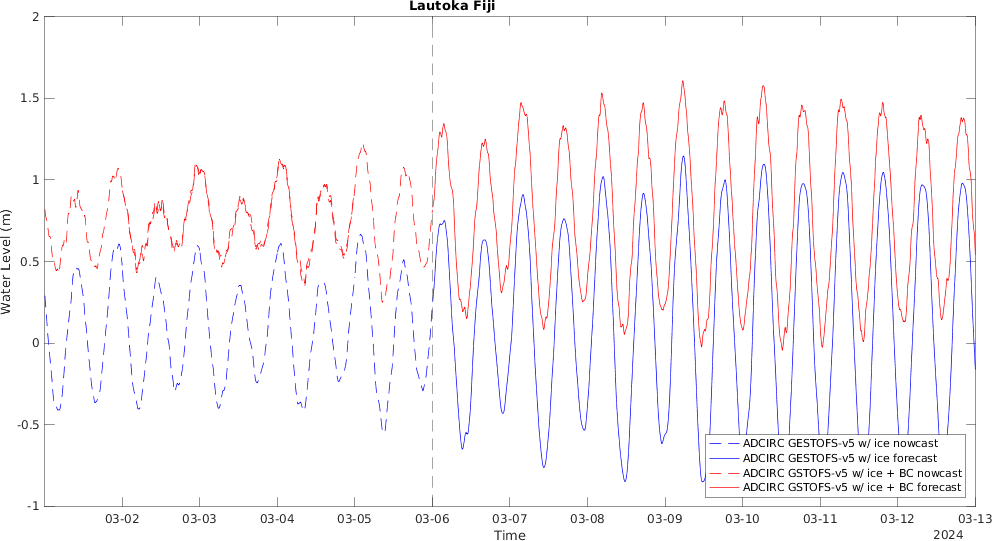 Lautoka Fiji
2
1.5
1
0.5
0
-0.5
-1
Water Level (m)
ADCIRC GESTOFS-v5 w/ ice nowcast
ADCIRC GESTOFS-v5 w/ ice forecast
ADCIRC GSTOFS-v5 w/ ice + BC nowcast
ADCIRC GSTOFS-v5 w/ ice + BC forecast
03-02 03-03 03-04 03-05 03-06 03-07 03-08 03-09 03-10 03-11 03-12 03-13
Time
2024